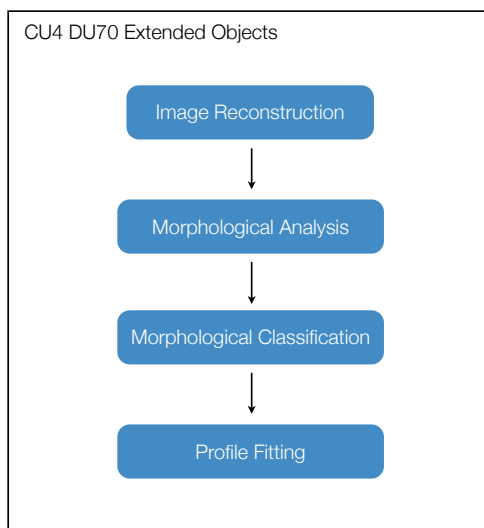 CU4 DU70 Extended Objects
Image Reconstruction
Morphological Analysis
Morphological Classification
Profile Fitting